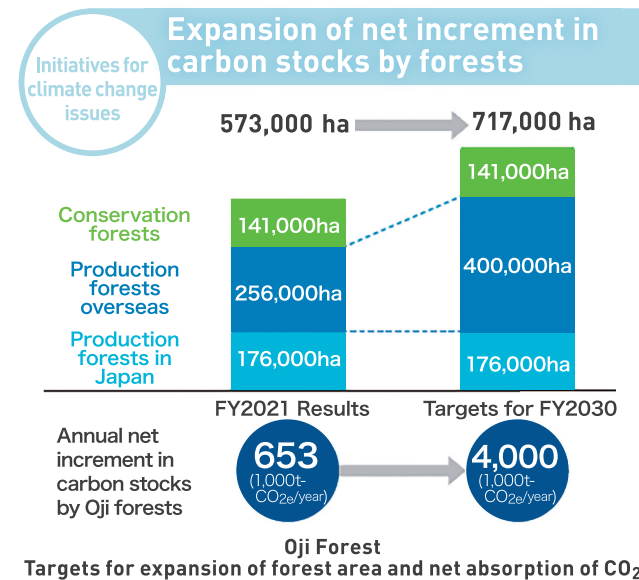 Initiatives for
climate change
issues
Expansion of net increment in
carbon stocks by forests
573,000 ha
717,000 ha
141,000ha
141,000ha
Conservation
forests
Production
forests
overseas
256,000ha
400,000ha
Production
forests in
Japan
176,000ha
176,000ha
FY2021 Results
Targets for FY2030
Annual net
increment in
carbon stocks
by Oji forests
653
(1,000t-
CO2e/year)
4,000
(1,000t-
CO2e/year)
Oji Forest
Targets for expansion of forest area and net absorption of CO2